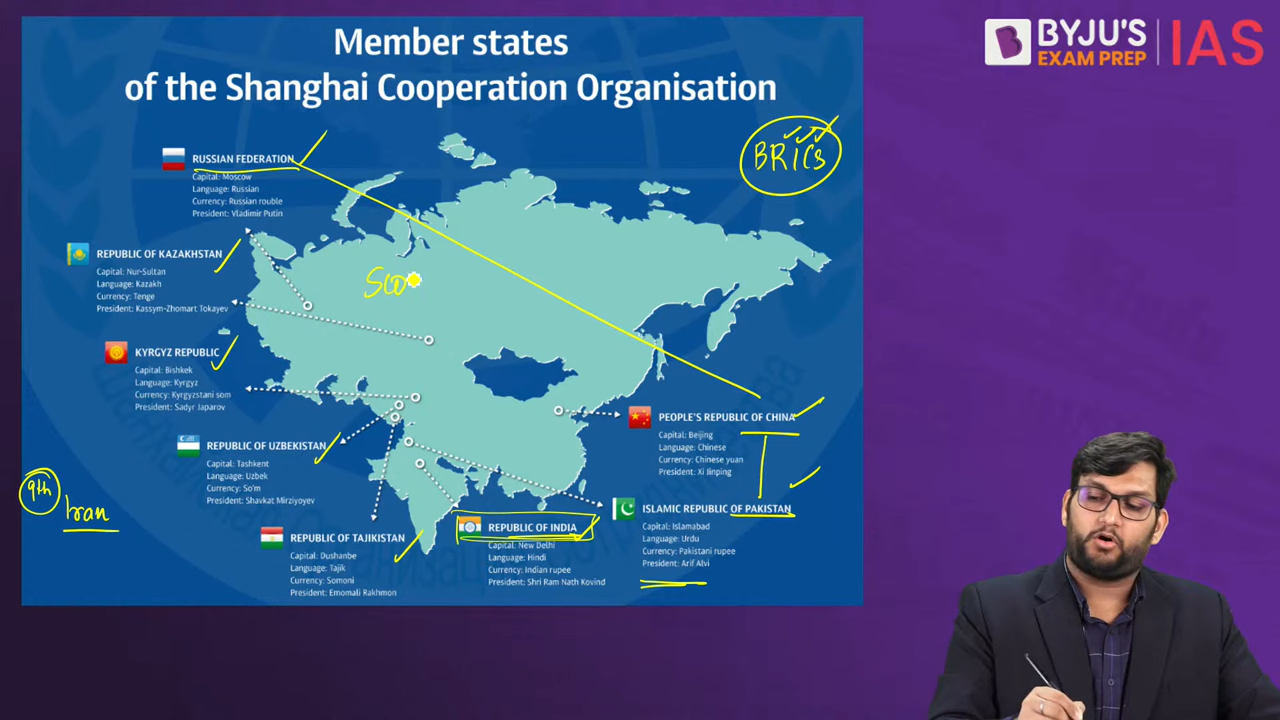 Member states
of the Shanghai Cooperation Organisation
BYJU'S
EXAM PREP
IAS
BRICS
RUSSIAN FEDERATION
Capital: Moscow
Language: Russian
Currency: Russian rouble
President: Vladimir Putin
REPUBLIC OF KAZAKHSTAN
Capital: Nur-Sultan
Language: Kazakh
Currency: Tenge
President: Kassym-Zhomart Tokayev
SCO
KYRGYZ REPUBLIC
Capital: Bishkek
Language: Kyrgyz
Currency: Kyrgyzstani som
President: Sadyr Japarov
REPUBLIC OF UZBEKISTAN
Capital: Tashkent
Language: Uzbek
Currency: So'm
President: Shavkat Mirziyoyev
9th
Iran
REPUBLIC OF TAJIKISTAN
Capital: Dushanbe
Language: Tajik
Currency: Somoni
President: Emomali Rakhmon
REPUBLIC OF INDIA
Capital: New Delhi
Language: Hindi
Currency: Indian rupee
President: Shri Ram Nath Kovind
PEOPLE'S REPUBLIC OF CHINA
Capital: Beijing
Language: Chinese
Currency: Chinese yuan
President: Xi Jinping
ISLAMIC REPUBLIC OF PAKISTAN
Capital: Islamabad
Language: Urdu
Currency: Pakistani rupee
President: Arif Alvi